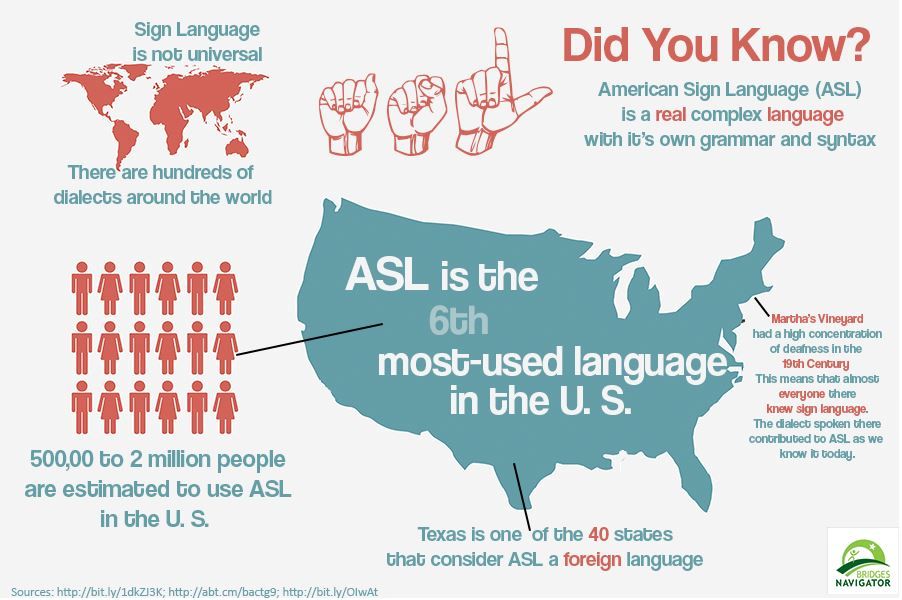 Sign Language
is not universal
There are hundreds of
dialects around the world
Did You Know?
American Sign Language (ASL)
is a real complex language
with it's own grammar and syntax
ASL is the
6th
most-used language
in the U. S.
Martha's Vineyard
had a high concentration
of deafness in the
19th Century
This means that almost
everyone there
knew sign language.
The dialect spoken there
contributed to ASL as we
know it today.
500,00 to 2 million people
are estimated to use ASL
in the U. S.
Texas is one of the 40 states
that consider ASL a foreign language
BRIDGES
NAVIGATOR
Sources: http://bit.ly/1dkZJ3K; http://abt.cm/bactg9; http://bit.ly/OIwAt